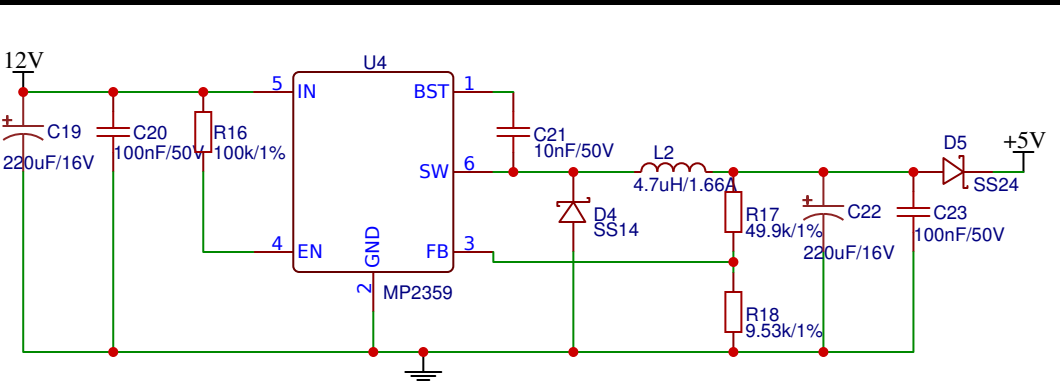 12V
U4
5
IN
BST
1
C19
220uF/16V
C20
100nF/50V
R16
100k/1%
C21
10nF/50V
D5
+5V
SS24
SW
6
L2
4.7uH/1.66A
D4
SS14
R17
49.9k/1%
C22
220uF/16V
C23
100nF/50V
4
EN
GND
FB
3
2
MP2359
R18
9.53k/1%